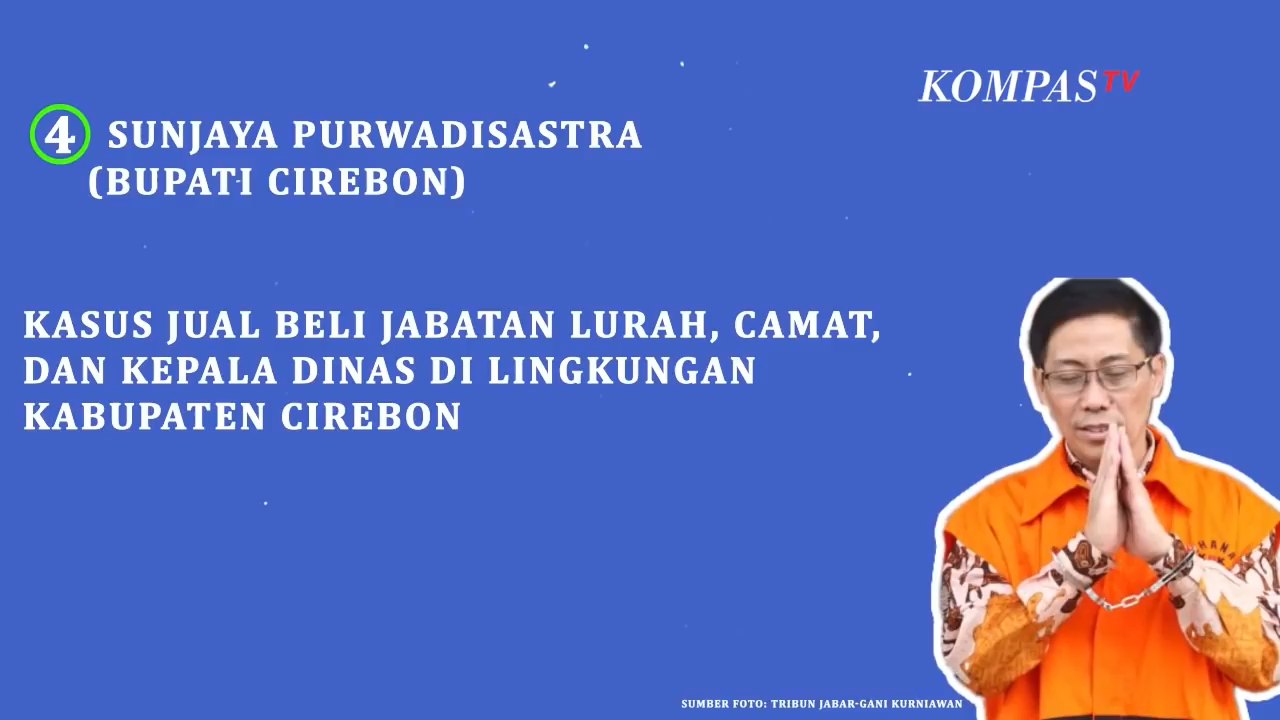 KOMPAS TV
4 SUNJAYA PURWADISASTRA
(BUPATI CIREBON)
KASUS JUAL BELI JABATAN LURAH, CAMAT,
DAN KEPALA DINAS DI LINGKUNGAN
KABUPATEN CIREBON
SUMBER FOTO: TRIBUN JABAR-GANI KURNIAWAN